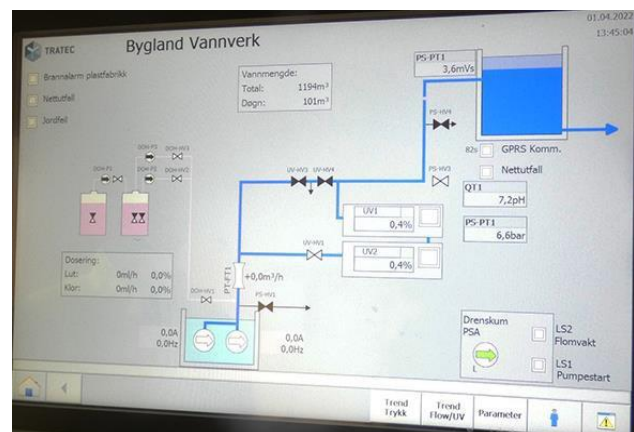 01.04.2022
13:45:04
TRATEC
Bygland Vannverk
Brannalarm plastfabrikk
Nettutfall
Jordfeil
Vannmengde:
Total: 1194m³
Døgn: 101m³
PS-PT1
3,6mVs
PS-HV4
82s GPRS Komm.
Nettutfall
PS-HV3
QT1
7,2pH
PS-PT1
6,6bar
UV-HV3 UV-HV4
UV1
0,4%
UV2
0,4%
UV-HV1
Dosering:
Lut: 0ml/h 0,0%
Klor: 0ml/h 0,0%
PT-FT1
+0,0m³/h
PS-HV1
0,0A
0,0Hz
0,0A
0,0Hz
Drenskum
PSA
L
LS2
Flomvakt
LS1
Pumpestart
Trend
Trykk
Trend
Flow/UV
Parameter